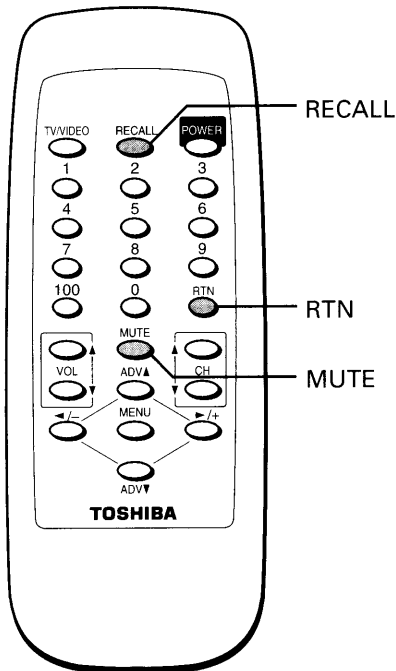 RECALL
TV/VIDEO RECALL POWER
1 2 3
4 5 6
7 8 9
100 0 RTN
RTN
MUTE
MUTE
VOL ADV▲ CH
◄/– MENU ►/+
ADV▼
TOSHIBA